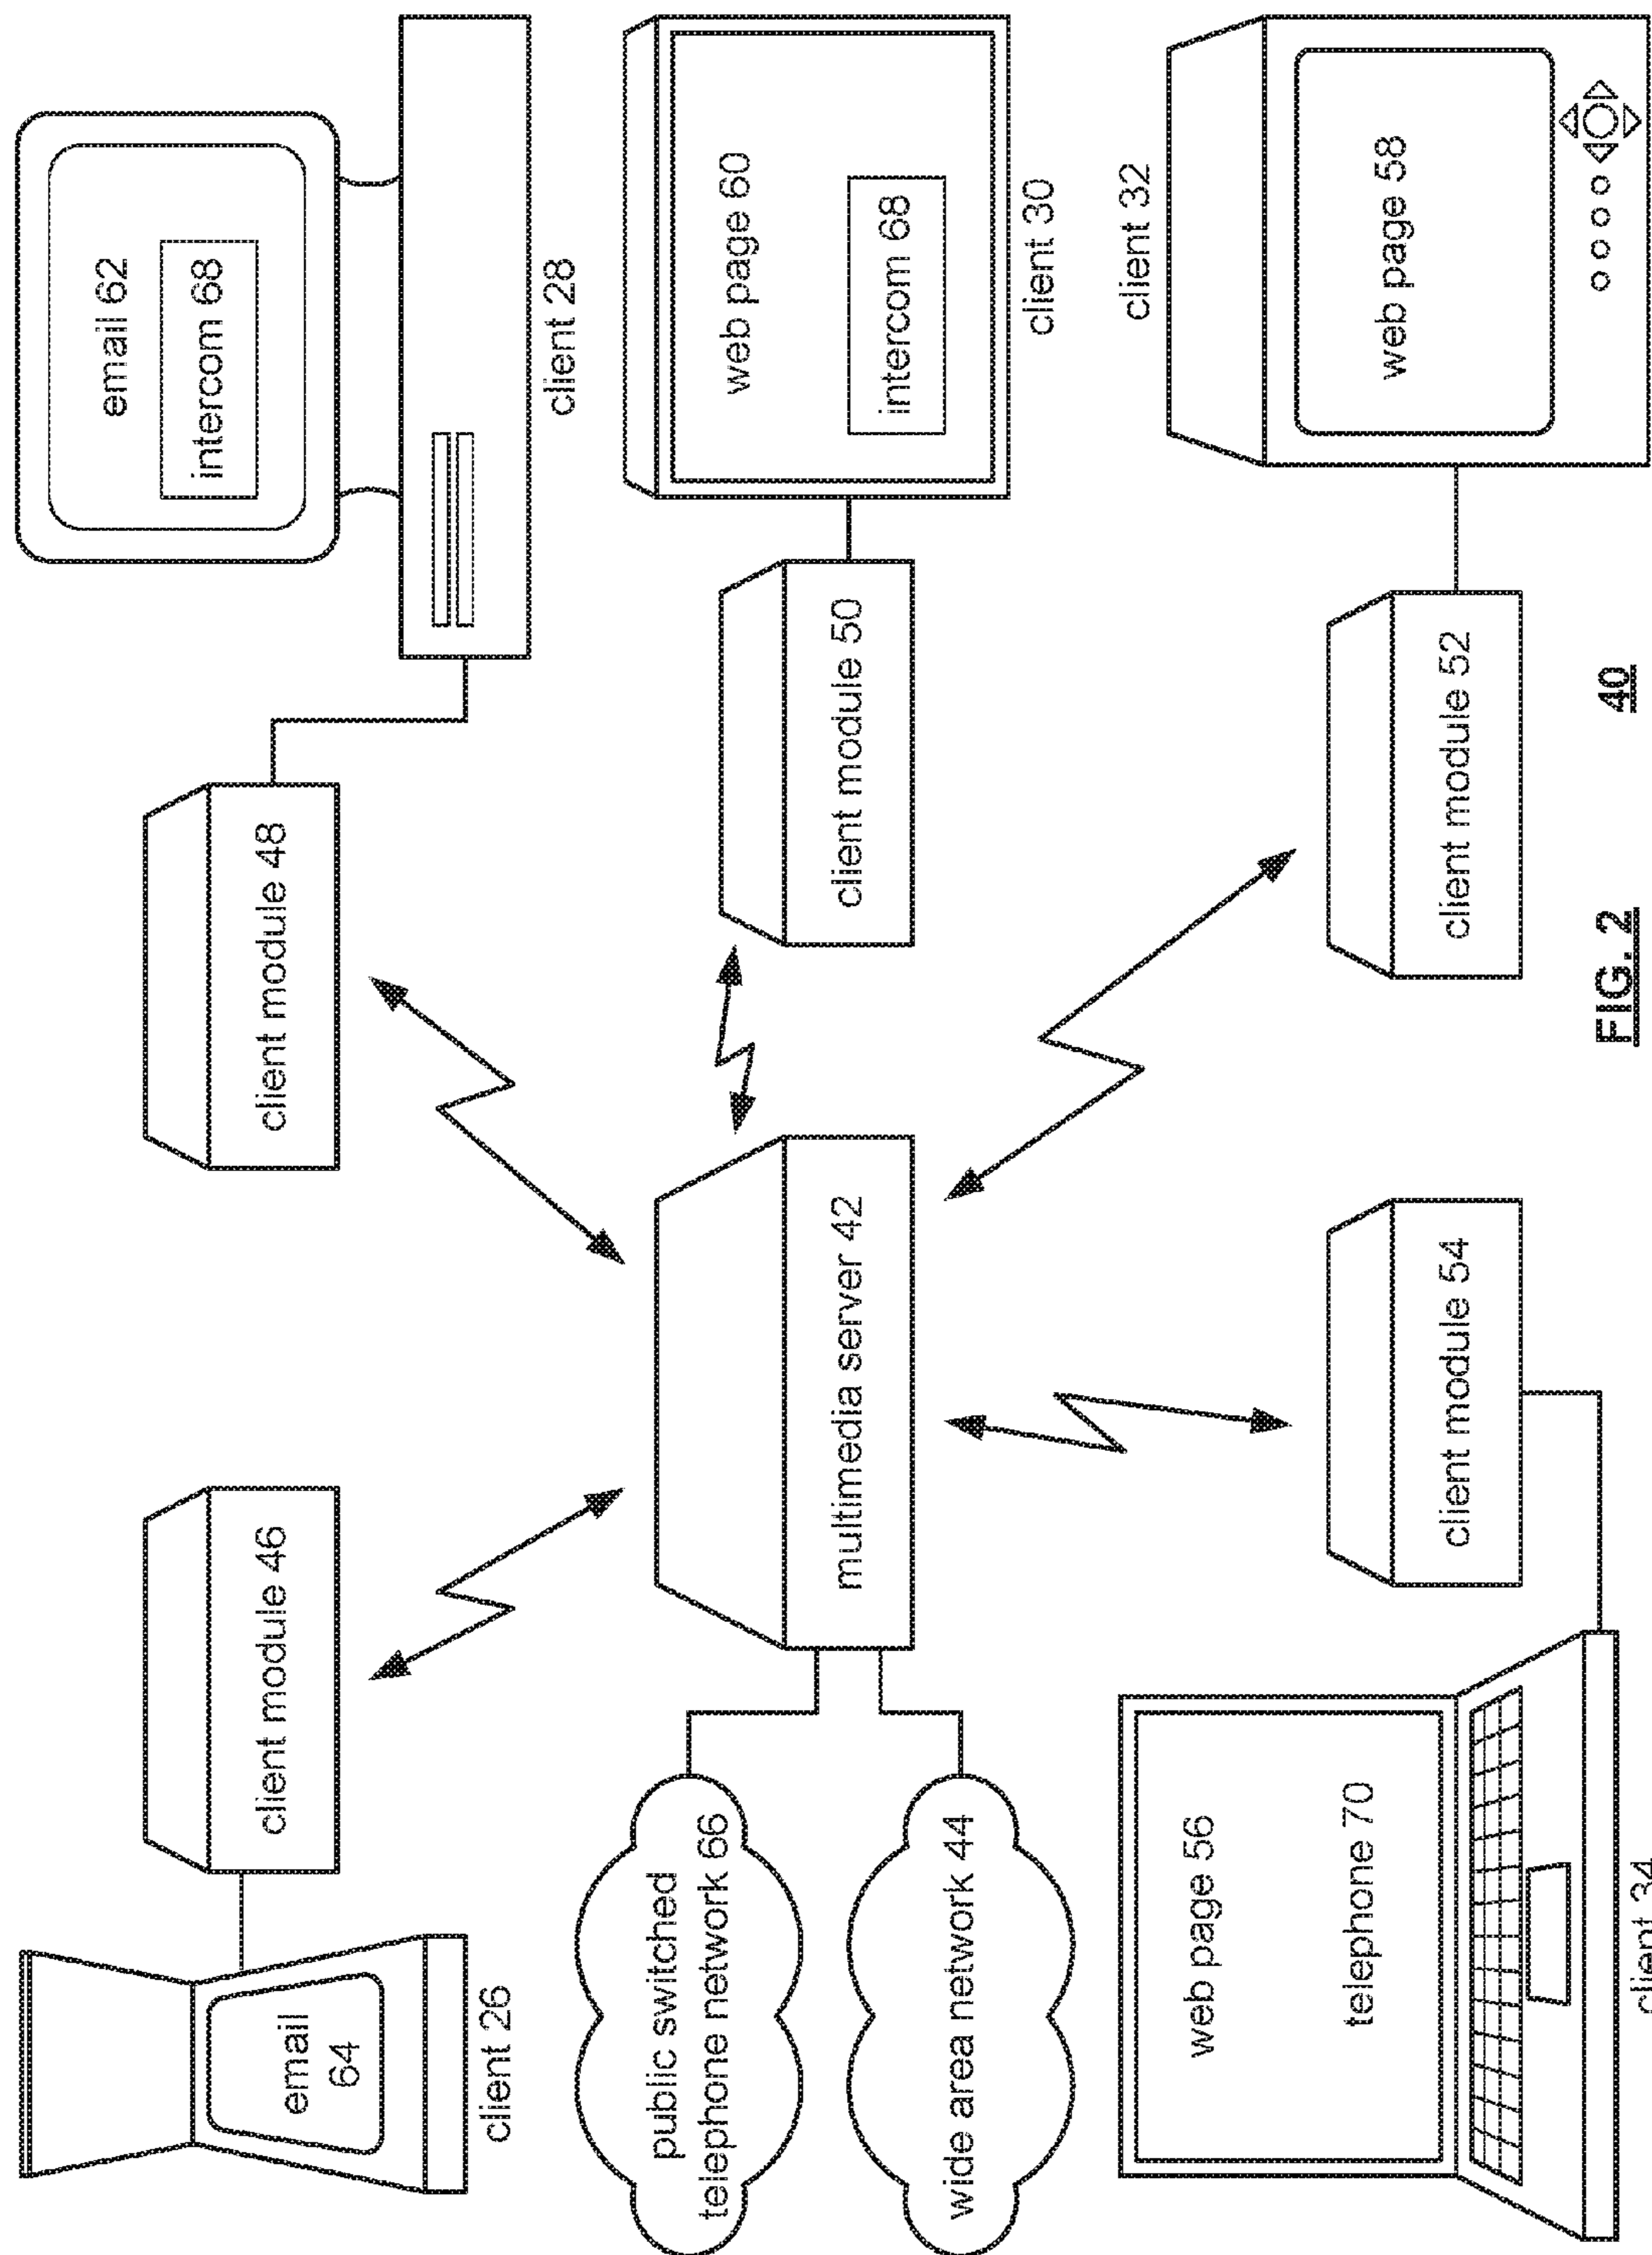 email
64
client 26
client module 46
client module 48
email 62
intercom 68
client 28
public switched
telephone network 66
wide area network 44
multimedia server 42
client module 50
web page 60
intercom 68
client 30
web page 56
telephone 70
client 34
client module 54
client module 52
client 32
web page 58
FIG. 2
40